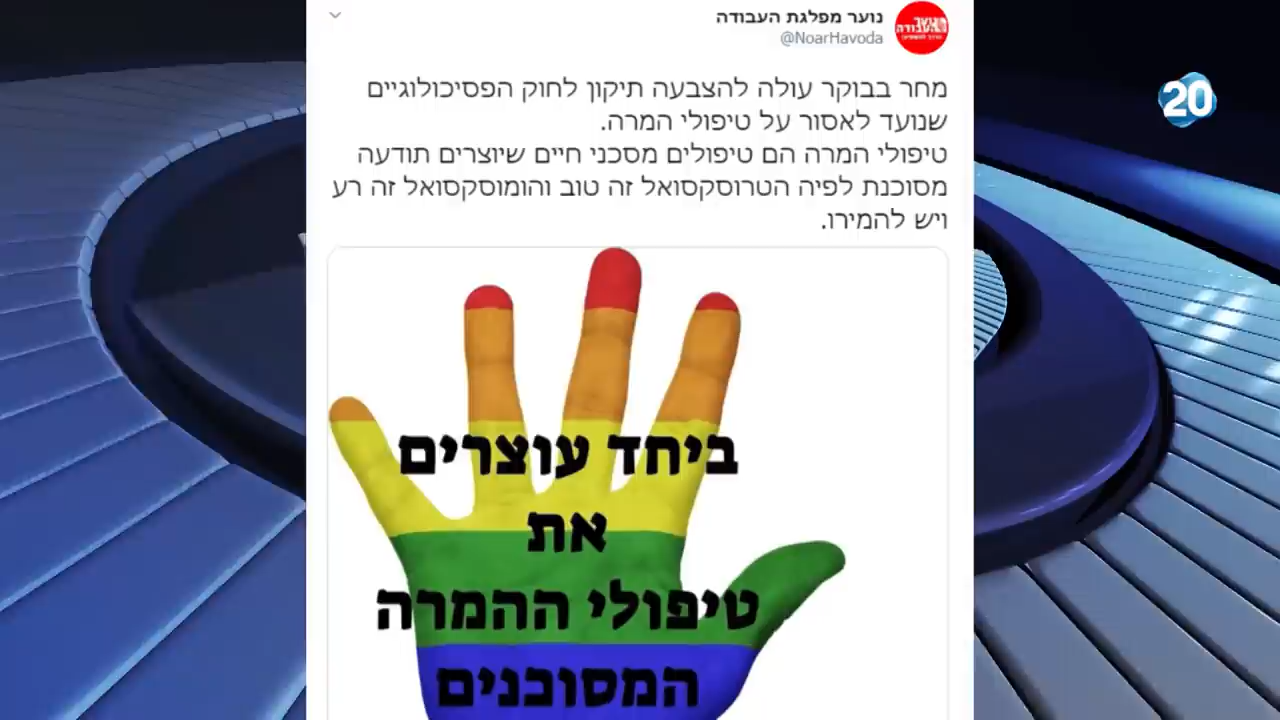 נוער מפלגת העבודה
@NoarHavoda
20
מחר בבוקר עולה להצבעה תיקון לחוק הפסיכולוגיים
שנועד לאסור על טיפולי המרה.
טיפולי המרה הם טיפולים מסכני חיים שיוצרים תודעה
מסוכנת לפיה הטרוסקסואל זה טוב והומוסקסואל זה רע
ויש להמירו.
ביחד עוצרים
את
טיפולי ההמרה
המסוכנים